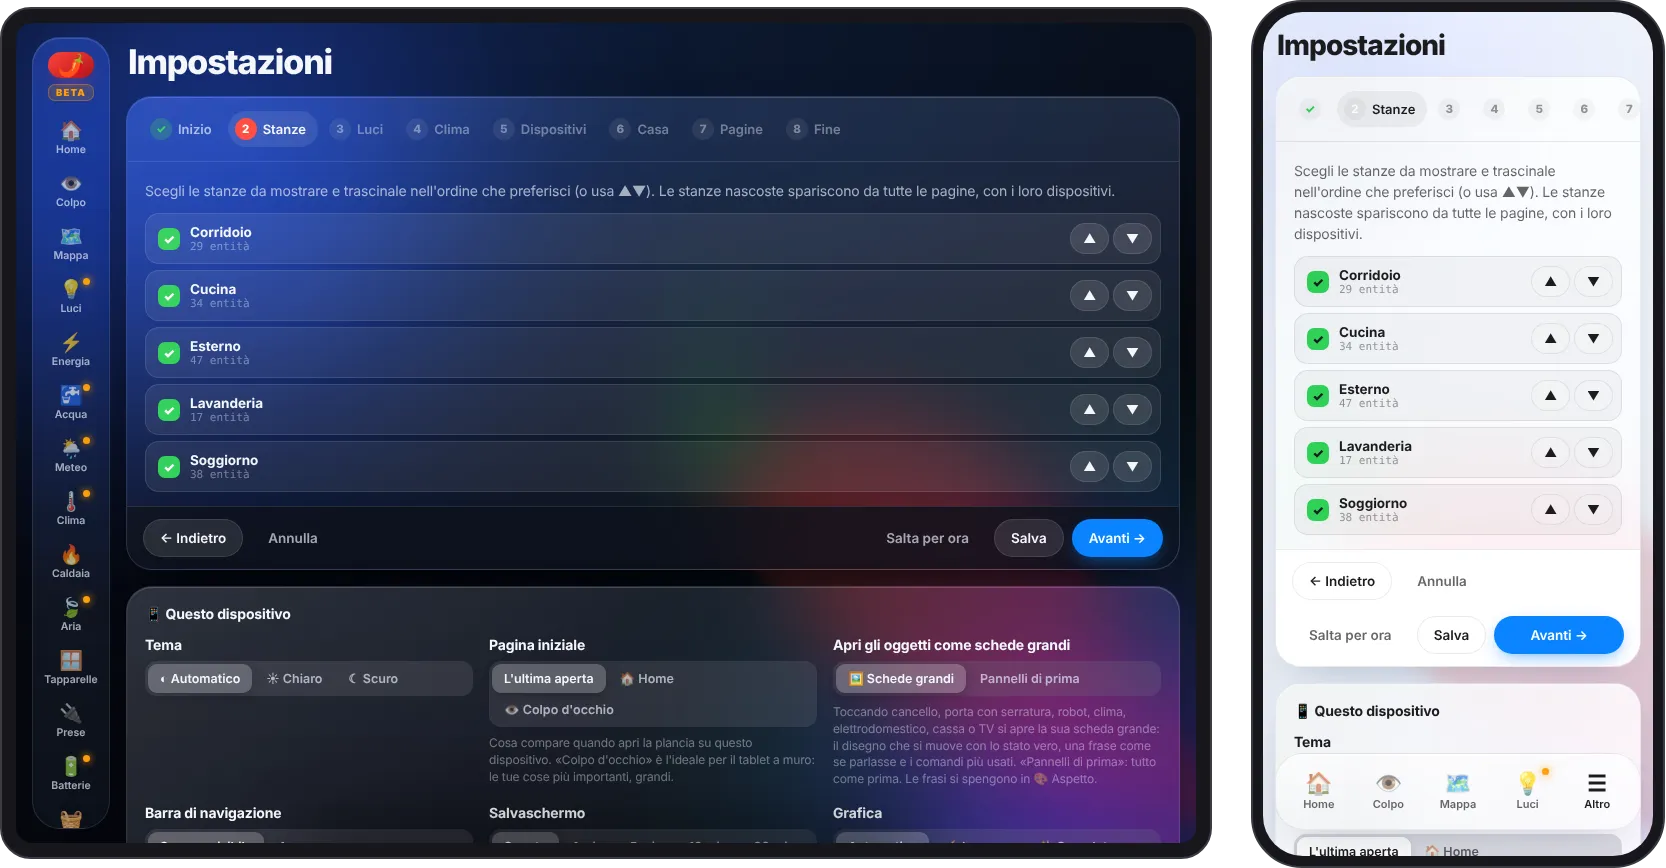 BETA
Home
Colpo
Mappa
Luci
Energia
Acqua
Meteo
Clima
Caldaia
Aria
Tapparelle
Prese
Batterie
Impostazioni
✓ Inizio
2 Stanze
3 Luci
4 Clima
5 Dispositivi
6 Casa
7 Pagine
8 Fine
Scegli le stanze da mostrare e trascinale nell'ordine che preferisci (o usa ▲▼). Le stanze nascoste spariscono da tutte le pagine, con i loro dispositivi.
Corridoio
29 entità
▲ ▼
Cucina
34 entità
▲ ▼
Esterno
47 entità
▲ ▼
Lavanderia
17 entità
▲ ▼
Soggiorno
38 entità
▲ ▼
← Indietro
Annulla
Salta per ora
Salva
Avanti →
Questo dispositivo
Tema
Automatico
Chiaro
Scuro
Pagina iniziale
L'ultima aperta
Home
Colpo d'occhio
Cosa compare quando apri la plancia su questo
dispositivo. «Colpo d'occhio» è l'ideale per il tablet a muro:
le tue cose più importanti, grandi.
Apri gli oggetti come schede grandi
Schede grandi
Pannelli di prima
Toccando cancello, porta con serratura, robot, clima,
elettrodomestico, cassa o TV si apre la sua scheda grande:
il disegno che si muove con lo stato vero, una frase come
se parlasse e i comandi più usati. «Pannelli di prima»: tutto
come prima. Le frasi si spengono in 🎨 Aspetto.
Barra di navigazione
Salvaschermo
Grafica
Impostazioni
✓
2 Stanze
3
4
5
6
7
Scegli le stanze da mostrare e trascinale
nell'ordine che preferisci (o usa ▲▼). Le stanze
nascoste spariscono da tutte le pagine, con i loro
dispositivi.
Corridoio
29 entità
▲ ▼
Cucina
34 entità
▲ ▼
Esterno
47 entità
▲ ▼
Lavanderia
17 entità
▲ ▼
Soggiorno
38 entità
▲ ▼
← Indietro
Annulla
Salta per ora
Salva
Avanti →
Questo dispositivo
Tema
Home
Colpo
Mappa
Luci
Altro
L'ultima aperta
Home